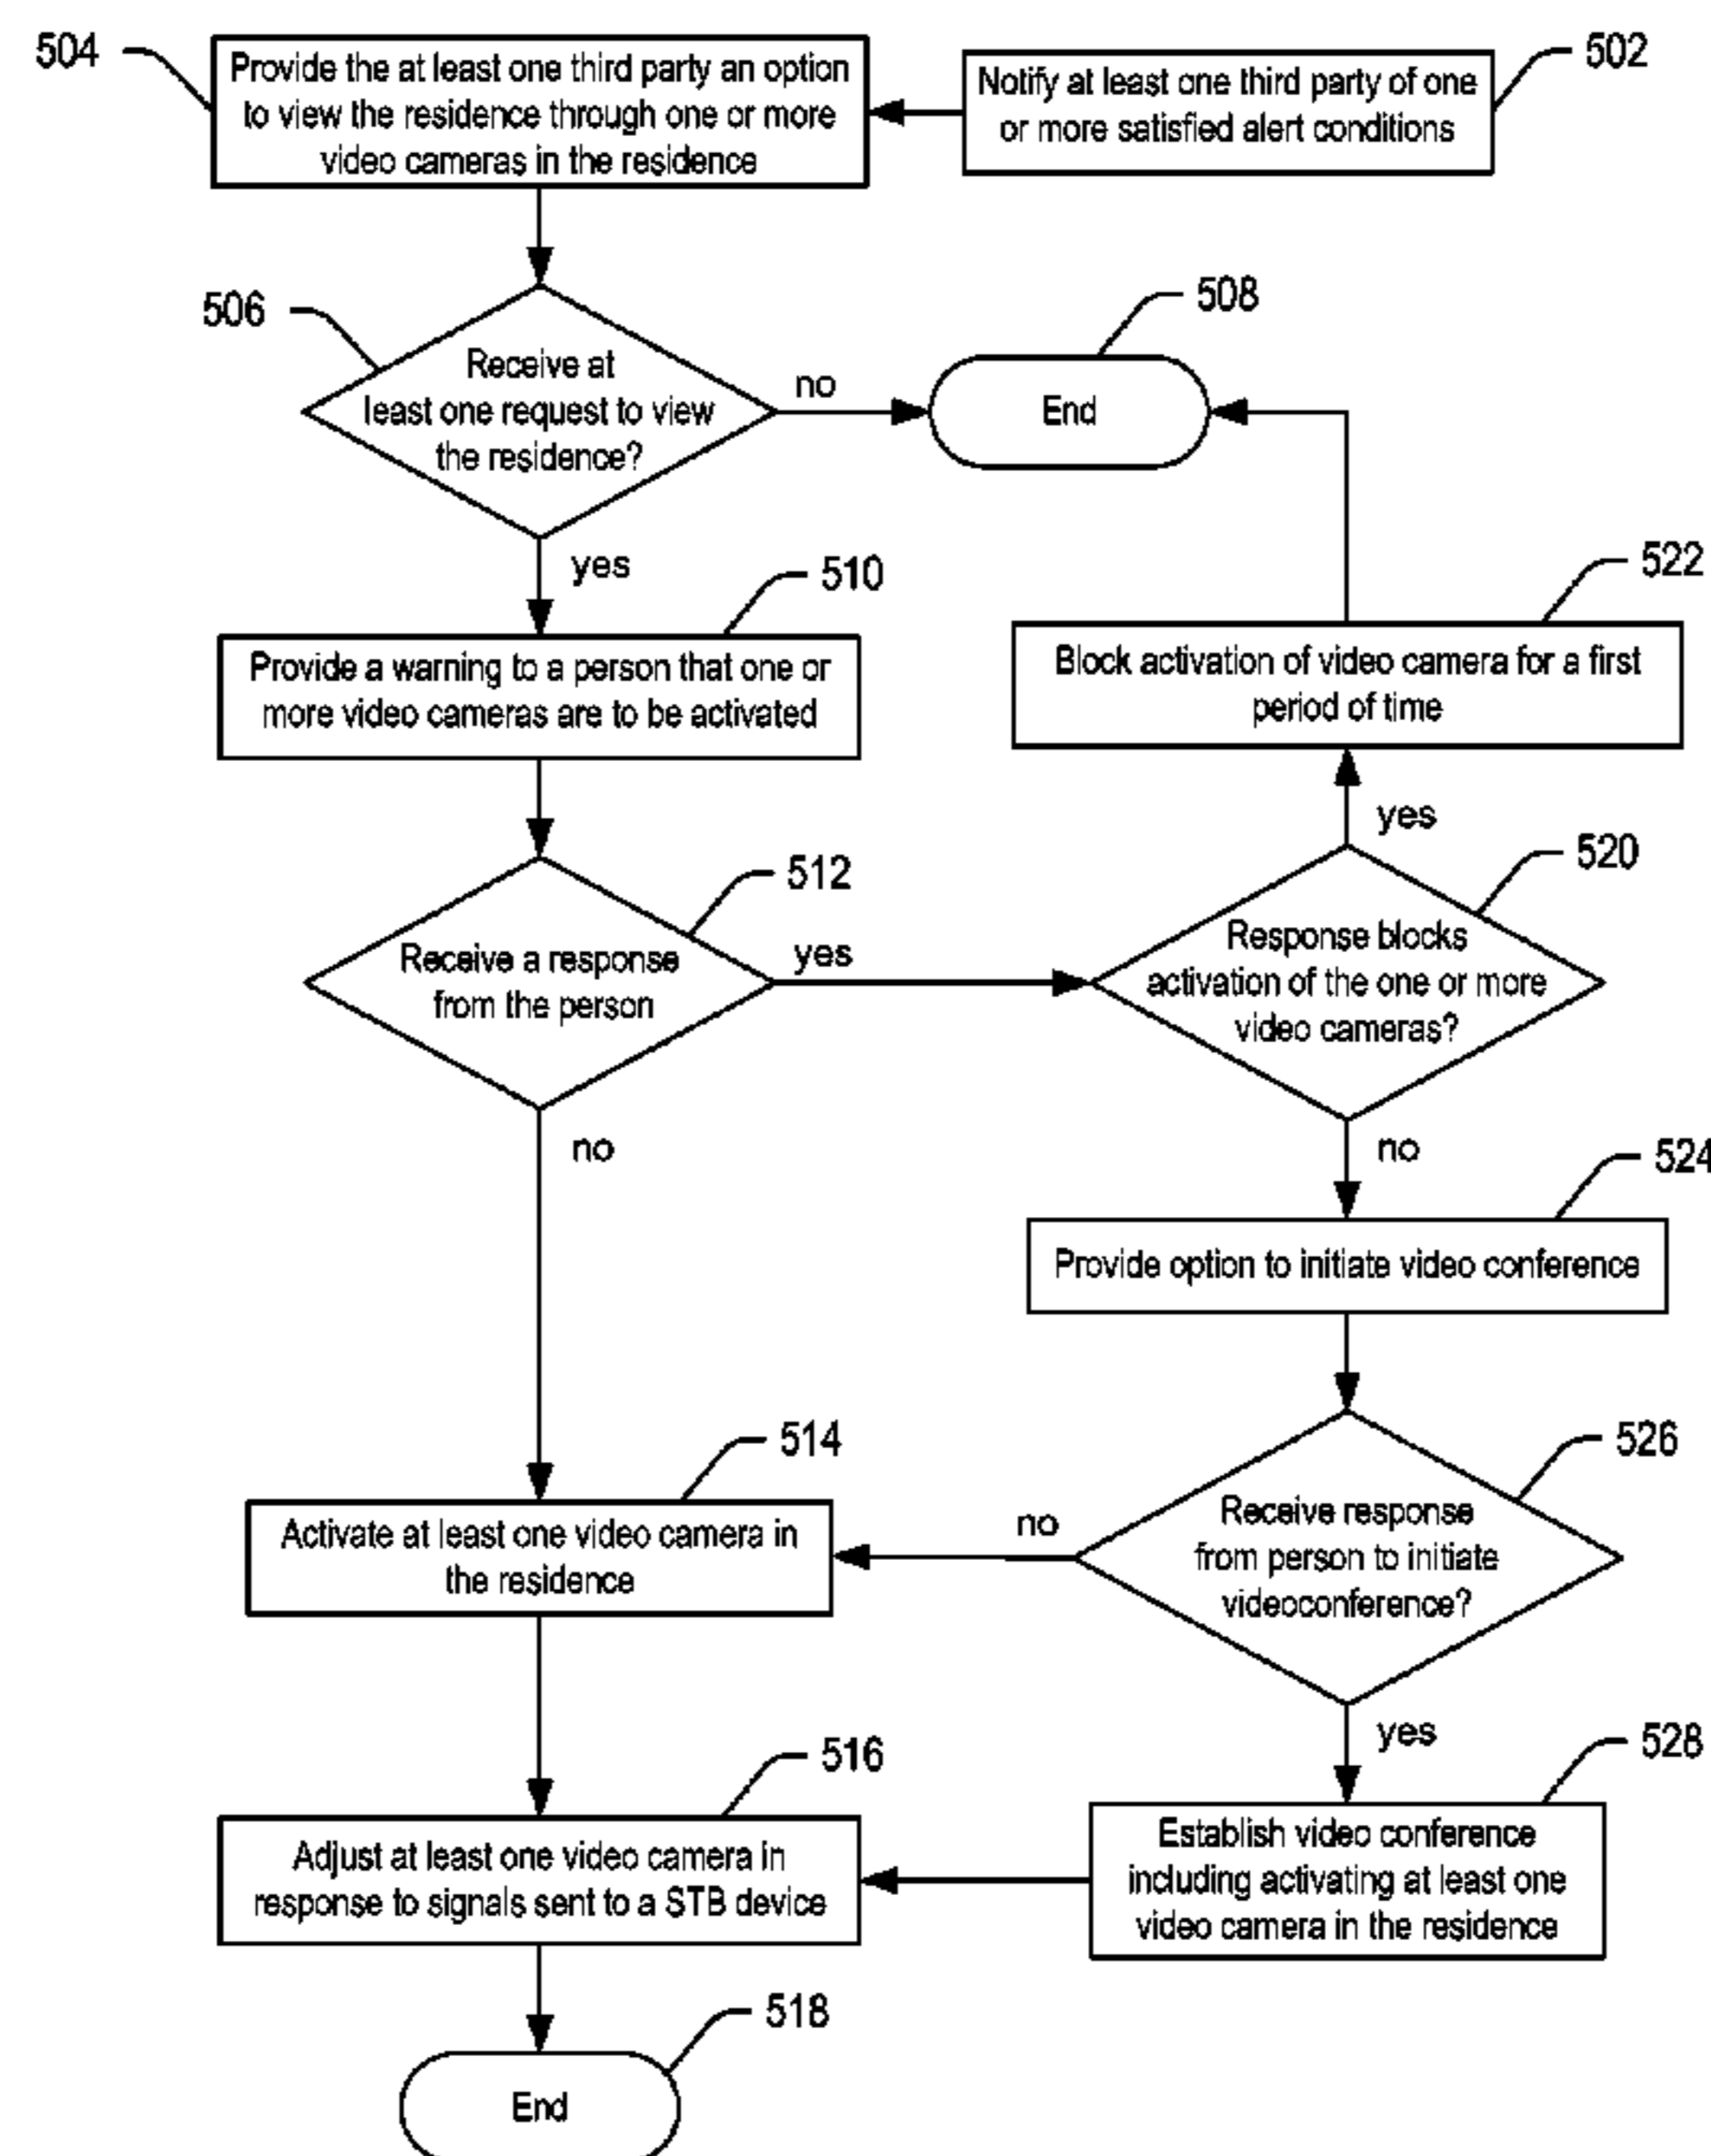 504
Provide the at least one third party an option
to view the residence through one or more
video cameras in the residence
502
Notify at least one third party of one
or more satisfied alert conditions
506
Receive at
least one request to view
the residence?
no
508
End
yes
510
Provide a warning to a person that one or
more video cameras are to be activated
522
Block activation of video camera for a first
period of time
yes
512
Receive a response
from the person
yes
520
Response blocks
activation of the one or more
video cameras?
no
no
524
Provide option to initiate video conference
514
Activate at least one video camera in
the residence
no
526
Receive response
from person to initiate
videoconference?
yes
516
Adjust at least one video camera in
response to signals sent to a STB device
528
Establish video conference
including activating at least one
video camera in the residence
518
End